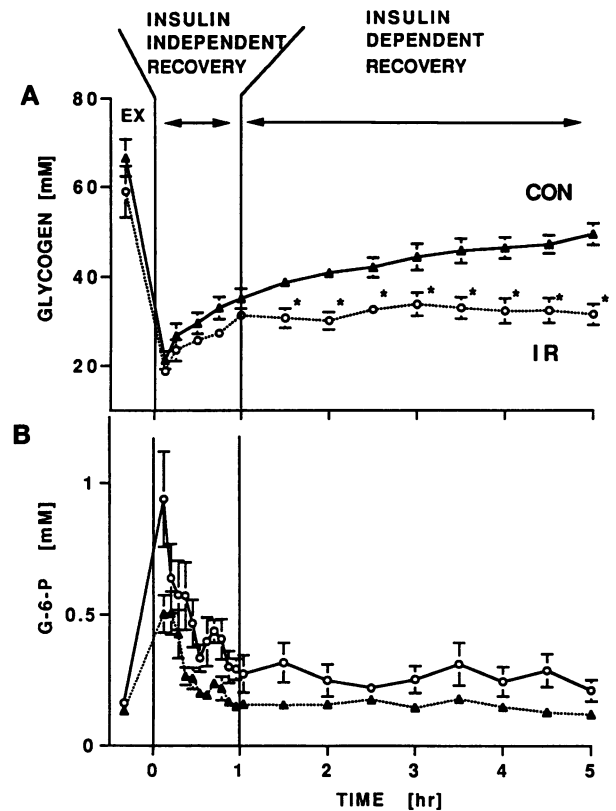 INSULIN
INDEPENDENT
RECOVERY
INSULIN
DEPENDENT
RECOVERY
A
EX
80
60
40
20
GLYCOGEN [mM]
CON
* * * * * * * *
IR
B
1
0.5
0
G-6-P [mM]
0 1 2 3 4 5
TIME [hr]